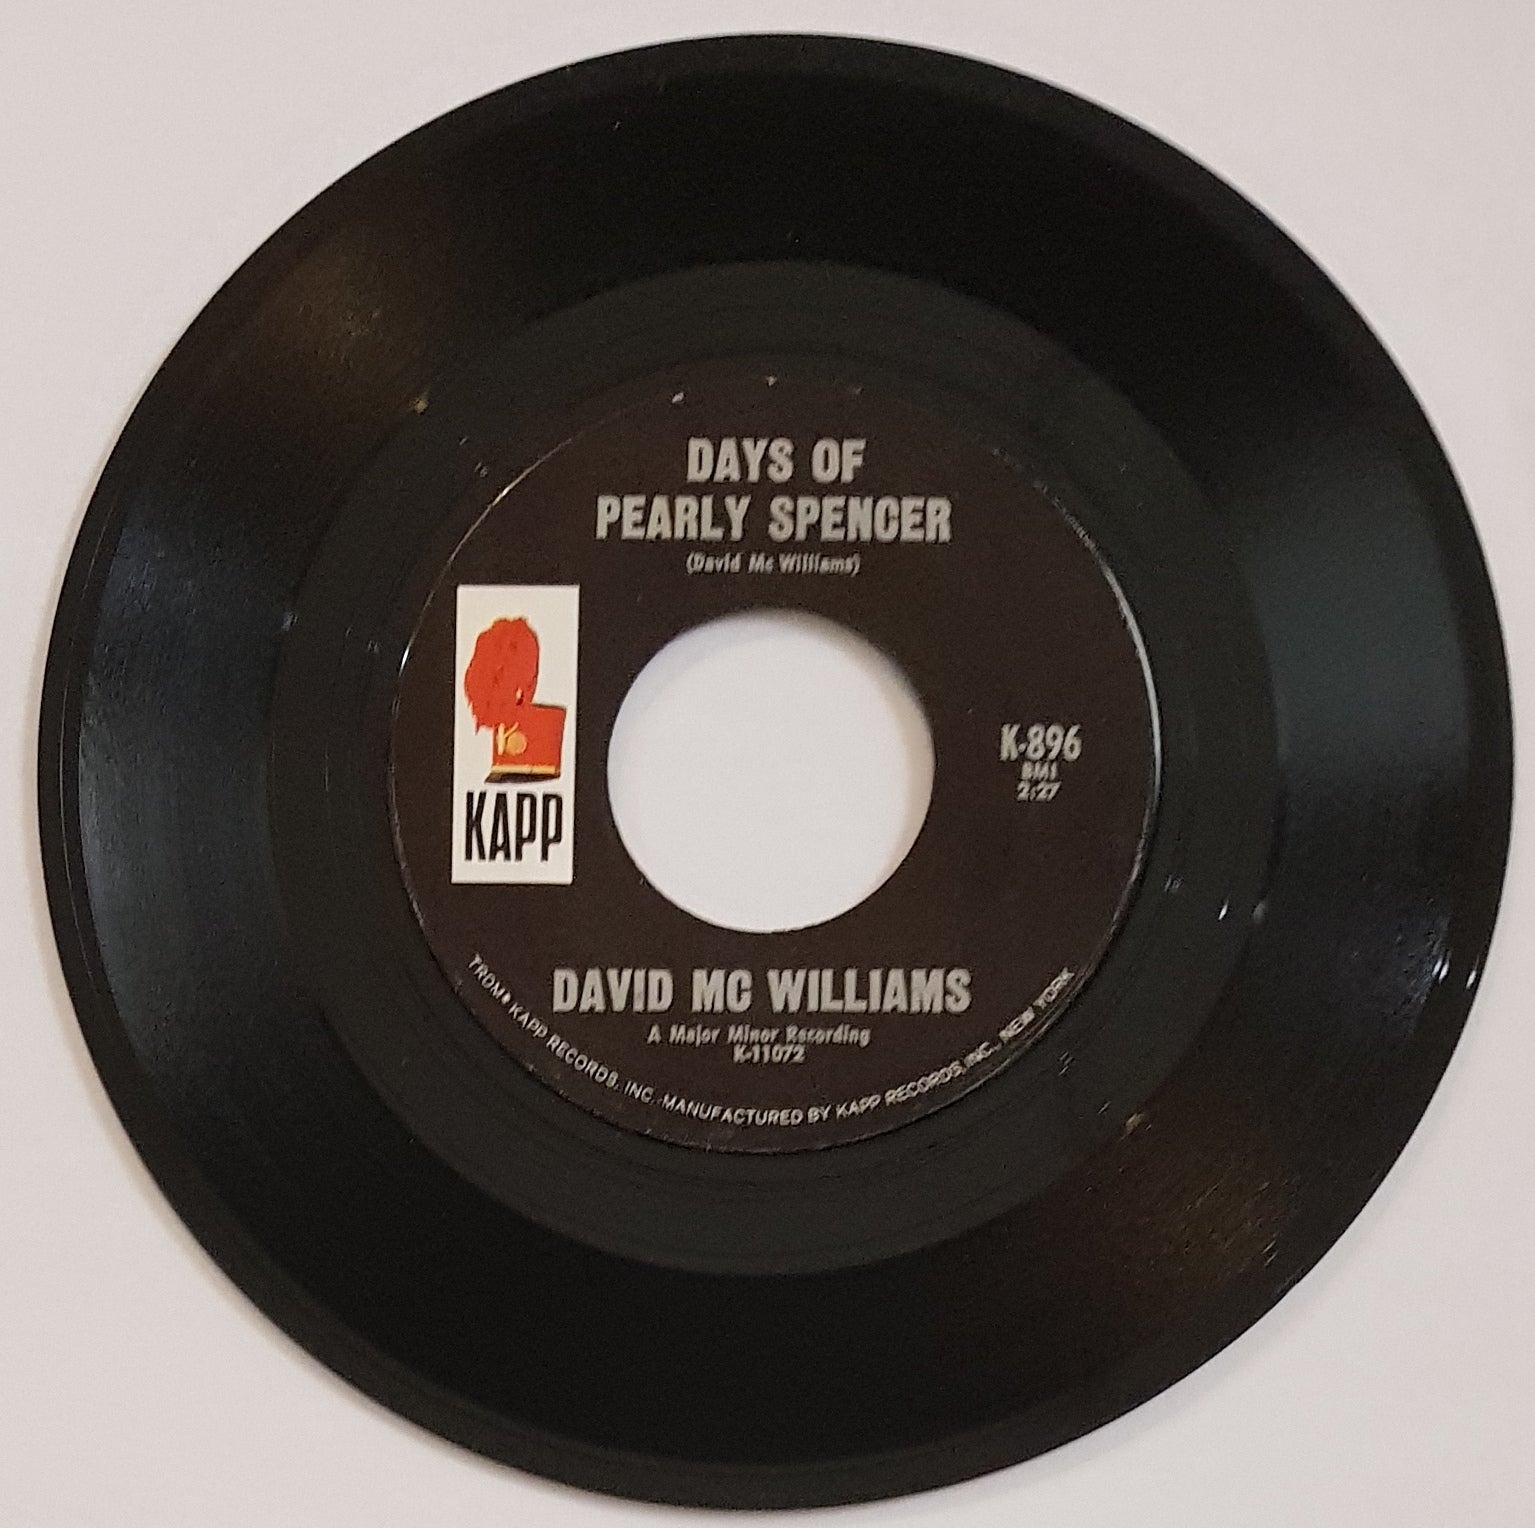 DAYS OF
PEARLY SPENCER
(David Mc Williams)
KAPP
K-896
BMI
2:27
DAVID MC WILLIAMS
A Major Minor Recording
K-11072
TRDM® KAPP RECORDS, INC. MANUFACTURED BY KAPP RECORDS, INC., NEW YORK